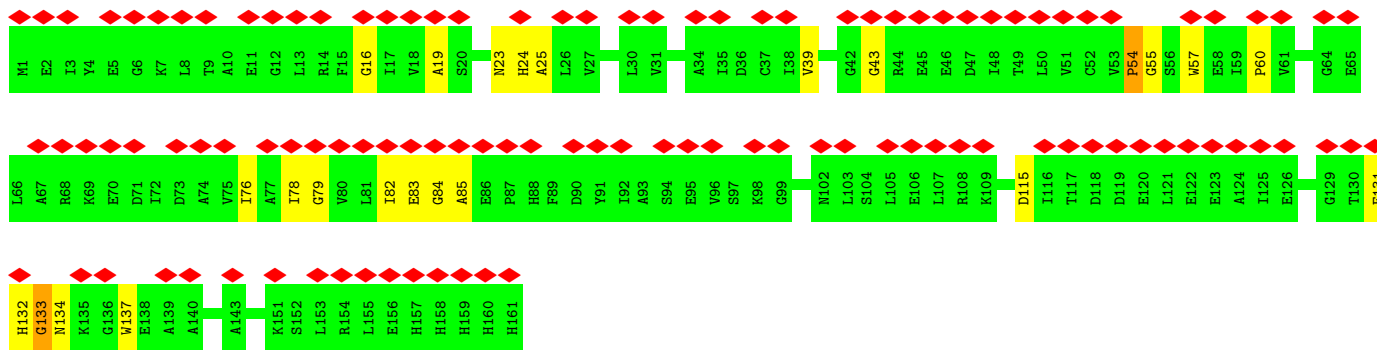 M1 E2 I3 Y4 E5 G6 K7 L8 T9 A10 E11 G12 L13 R14 F15 G16 I17 V18 A19 S20 N23 H24 A25 L26 V27 L30 V31 A34 I35 D36 C37 I38 V39 G42 G43 R44 E45 E46 D47 I48 T49 L50 V51 C52 V53 P54 G55 S56 W57 E58 I59 P60 V61 G64 E65
L66 A67 R68 K69 E70 D71 I72 D73 A74 V75 I76 A77 I78 G79 V80 L81 I82 E83 G84 A85 E86 P87 H88 F89 D90 Y91 I92 A93 S94 E95 V96 S97 K98 G99 N102 L103 S104 L105 E106 L107 R108 K109 D115 I116 T117 D118 D119 E120 L121 E122 E123 A124 I125 E126 G129 T130
H132 G133 N134 K135 G136 W137 E138 A139 A140 A143 K151 S152 L153 R154 L155 E156 H157 H158 H159 H160 H161